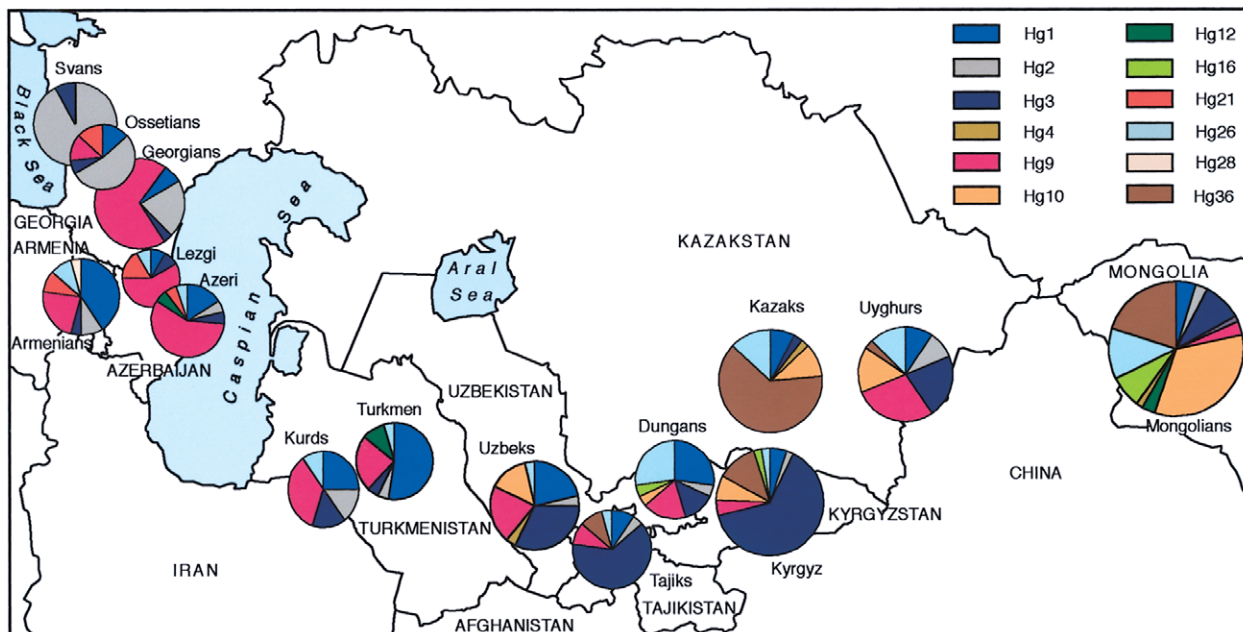 Svans
Ossetians
Georgians
Black Sea
GEORGIA
ARMENIA
Lezgi
Azeri
Armenians
AZERBAIJAN
Caspian Sea
Aral
Sea
KAZAKSTAN
Kazaks
Uyghurs
MONGOLIA
Mongolians
UZBEKISTAN
Turkmen
Kurds
Uzbeks
Dungans
TURKMENISTAN
KYRGYZSTAN
CHINA
IRAN
Tajiks
Kyrgyz
TAJIKISTAN
AFGHANISTAN
Hg1
Hg2
Hg3
Hg4
Hg9
Hg10
Hg12
Hg16
Hg21
Hg26
Hg28
Hg36